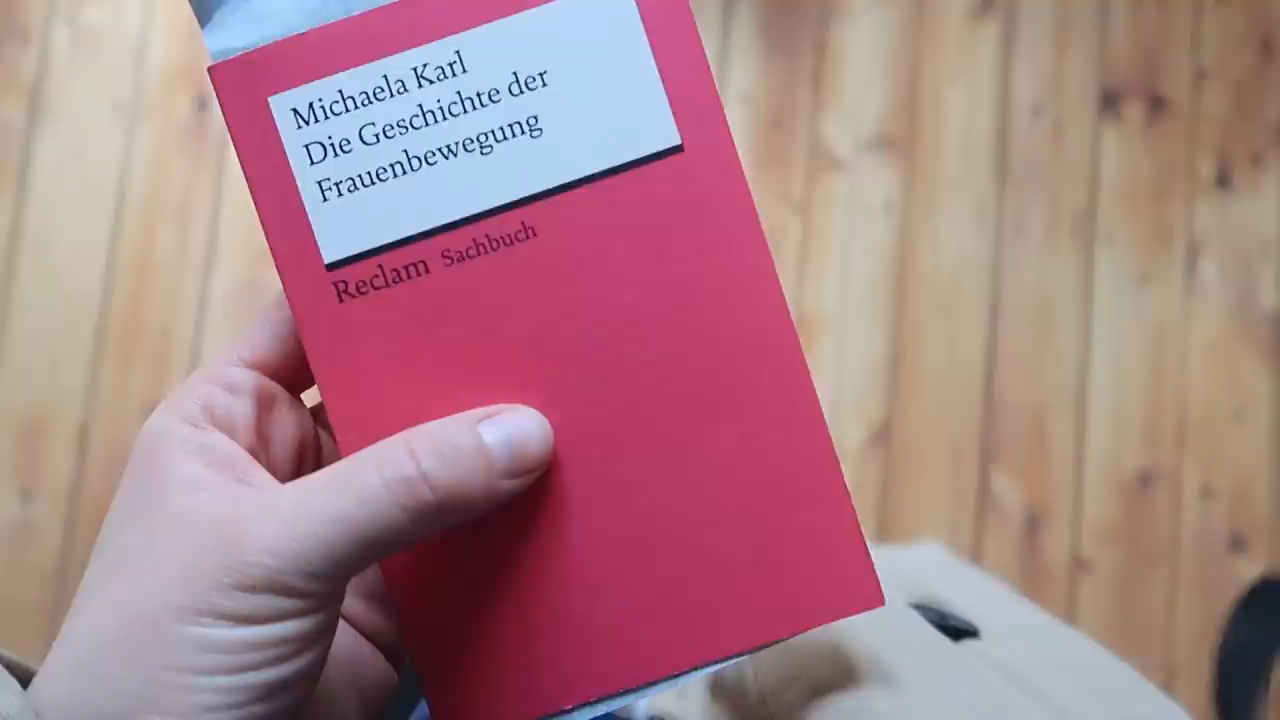 Michaela Karl
Die Geschichte der
Frauenbewegung
Reclam Sachbuch